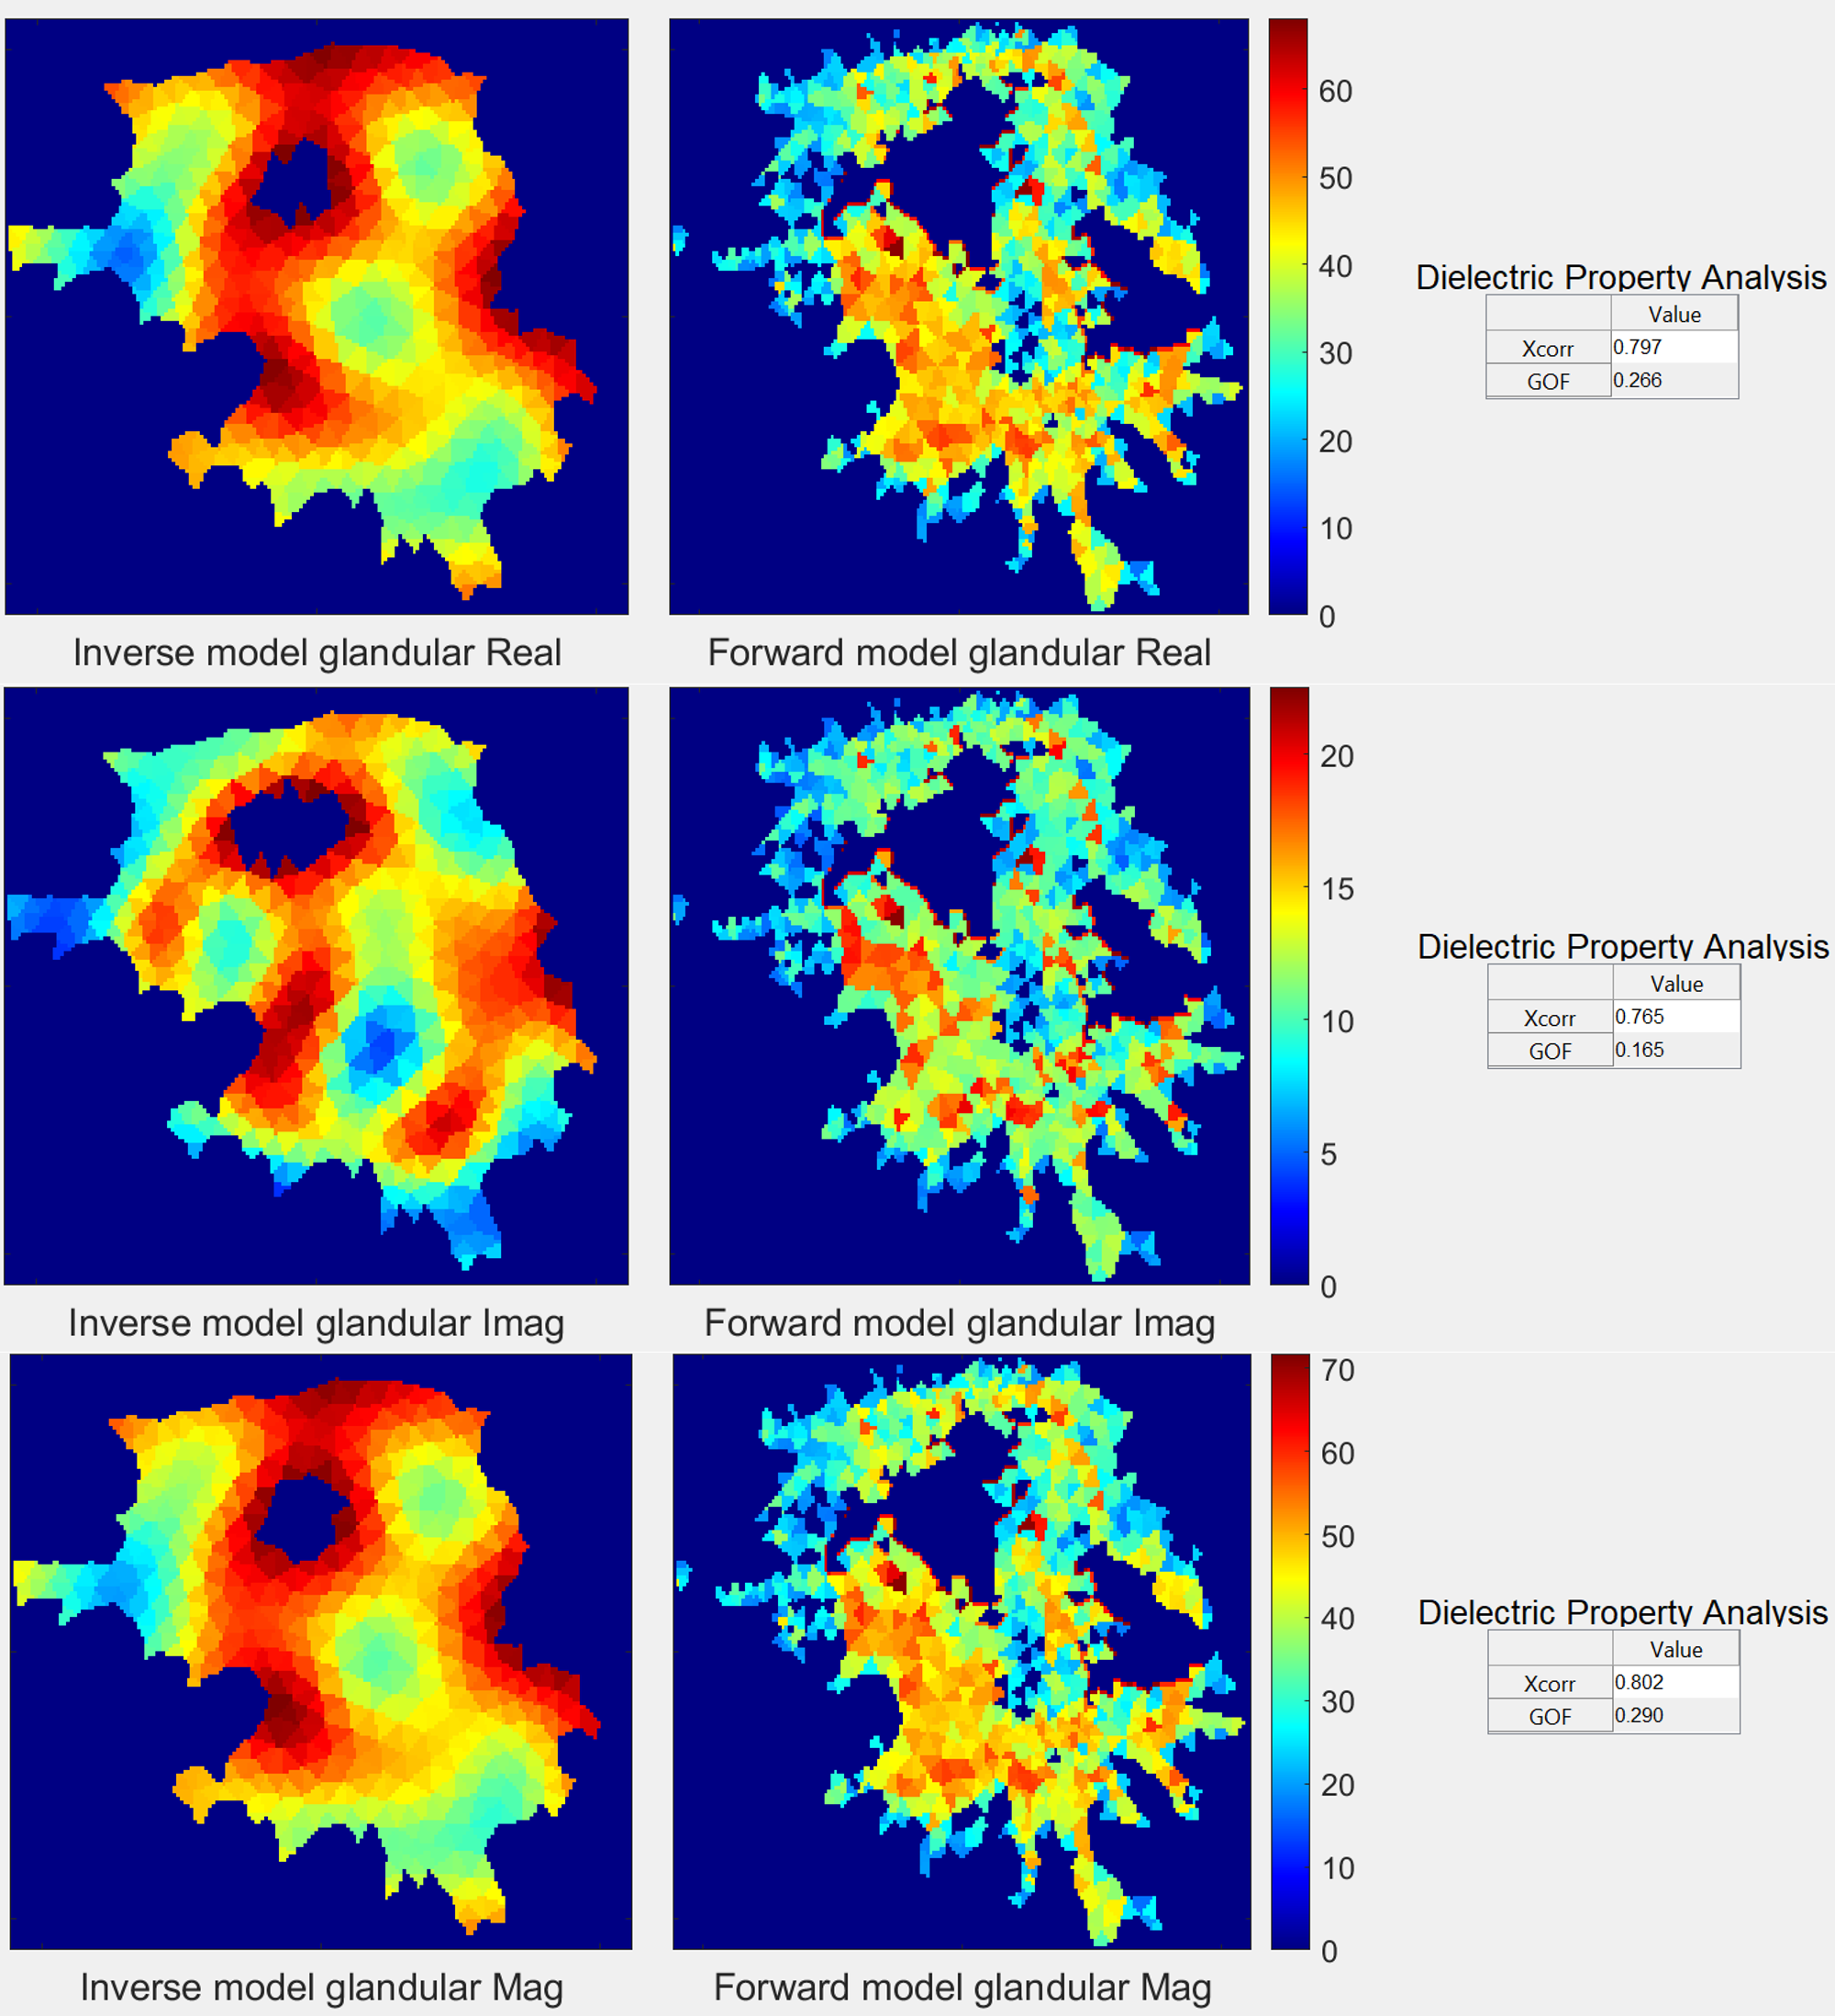 60
50
40
30
20
10
0
Dielectric Property Analysis
Value
Xcorr 0.797
GOF 0.266
Inverse model glandular Real
Forward model glandular Real
20
15
10
5
0
Dielectric Property Analysis
Value
Xcorr 0.765
GOF 0.165
Inverse model glandular Imag
Forward model glandular Imag
70
60
50
40
30
20
10
0
Dielectric Property Analysis
Value
Xcorr 0.802
GOF 0.290
Inverse model glandular Mag
Forward model glandular Mag